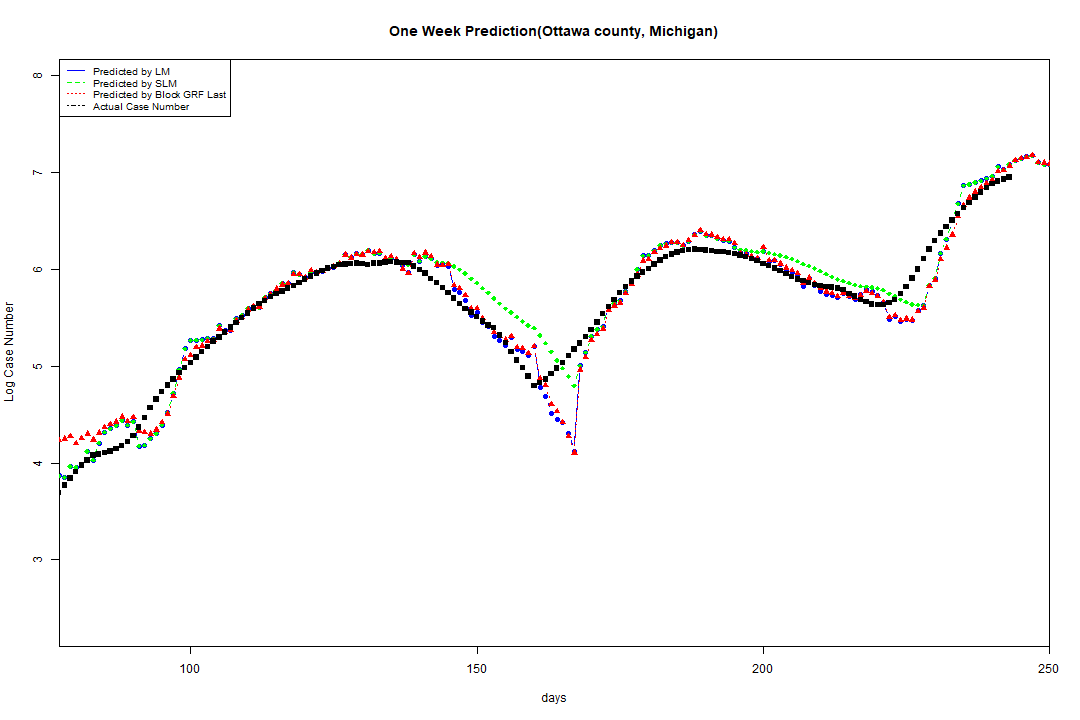 One Week Prediction(Ottawa county, Michigan)
Predicted by LM
Predicted by SLM
Predicted by Block GRF Last
Actual Case Number
8
7
6
5
4
3
Log Case Number
100 150 200 250
days